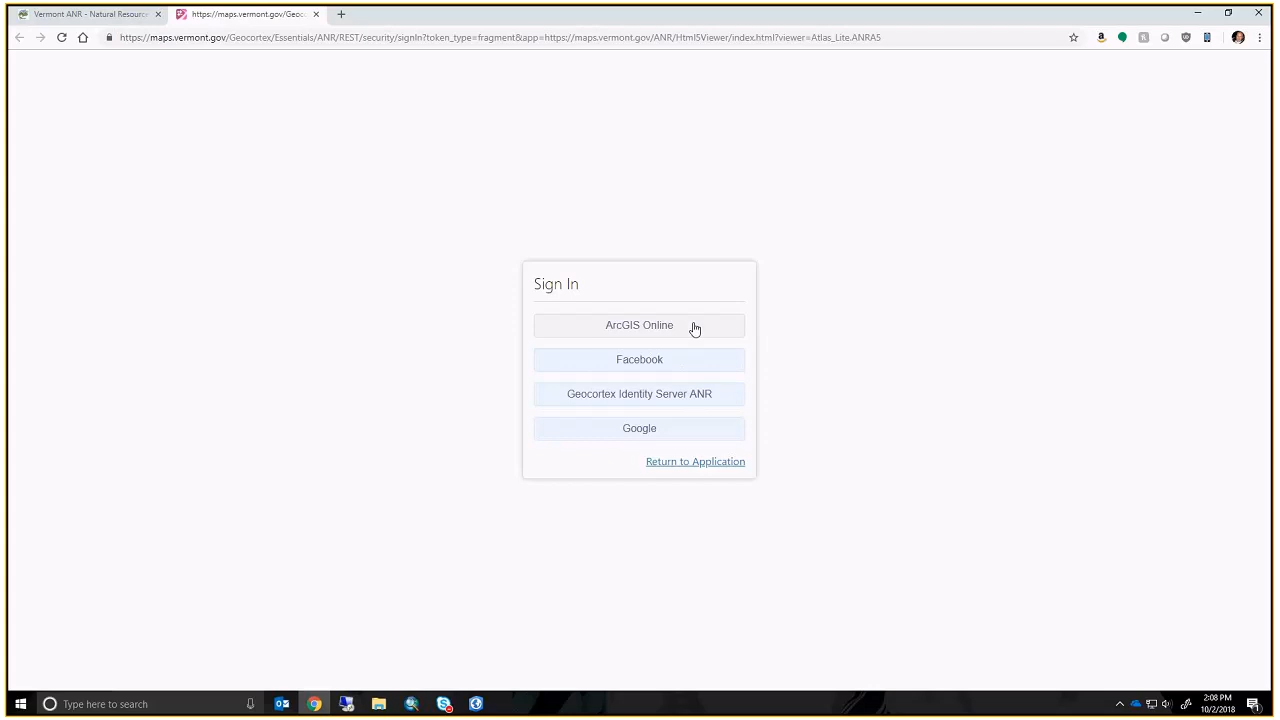 Vermont ANR - Natural Resourc
https://maps.vermont.gov/Geoc
https://maps.vermont.gov/Geocortex/Essentials/ANR/REST/security/signIn?token_type=fragment&app=https://maps.vermont.gov/ANR/Html5Viewer/index.html?viewer=Atlas_Lite.ANRA5
Sign In
ArcGIS Online
Facebook
Geocortex Identity Server ANR
Google
Return to Application
Type here to search
2:08 PM
10/2/2018